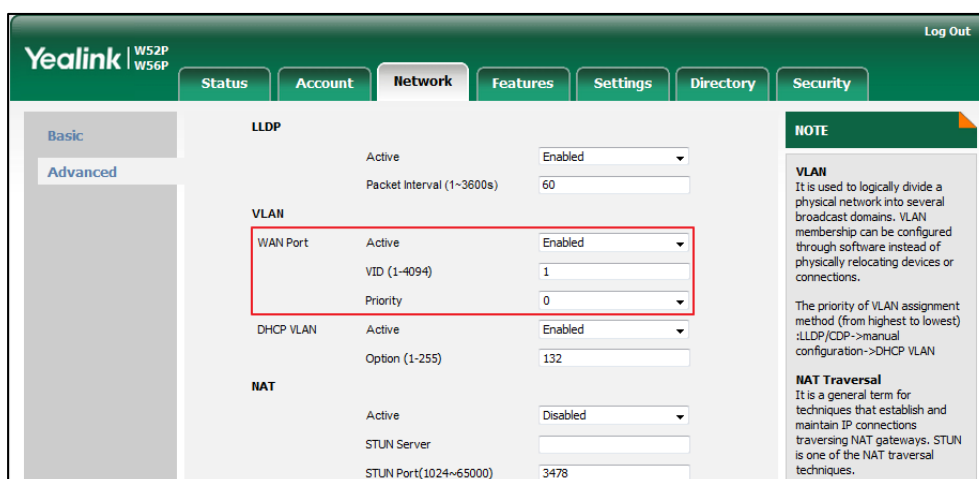 Log Out
Yealink | W52P
W56P
Status Account Network Features Settings Directory Security
Basic
Advanced
LLDP
Active Enabled
Packet Interval (1~3600s) 60
VLAN
WAN Port Active Enabled
VID (1-4094) 1
Priority 0
DHCP VLAN Active Enabled
Option (1-255) 132
NAT
Active Disabled
STUN Server
STUN Port(1024~65000) 3478
NOTE
VLAN
It is used to logically divide a
physical network into several
broadcast domains. VLAN
membership can be configured
through software instead of
physically relocating devices or
connections.
The priority of VLAN assignment
method (from highest to lowest)
:LLDP/CDP->manual
configuration->DHCP VLAN
NAT Traversal
It is a general term for
techniques that establish and
maintain IP connections
traversing NAT gateways. STUN
is one of the NAT traversal
techniques.